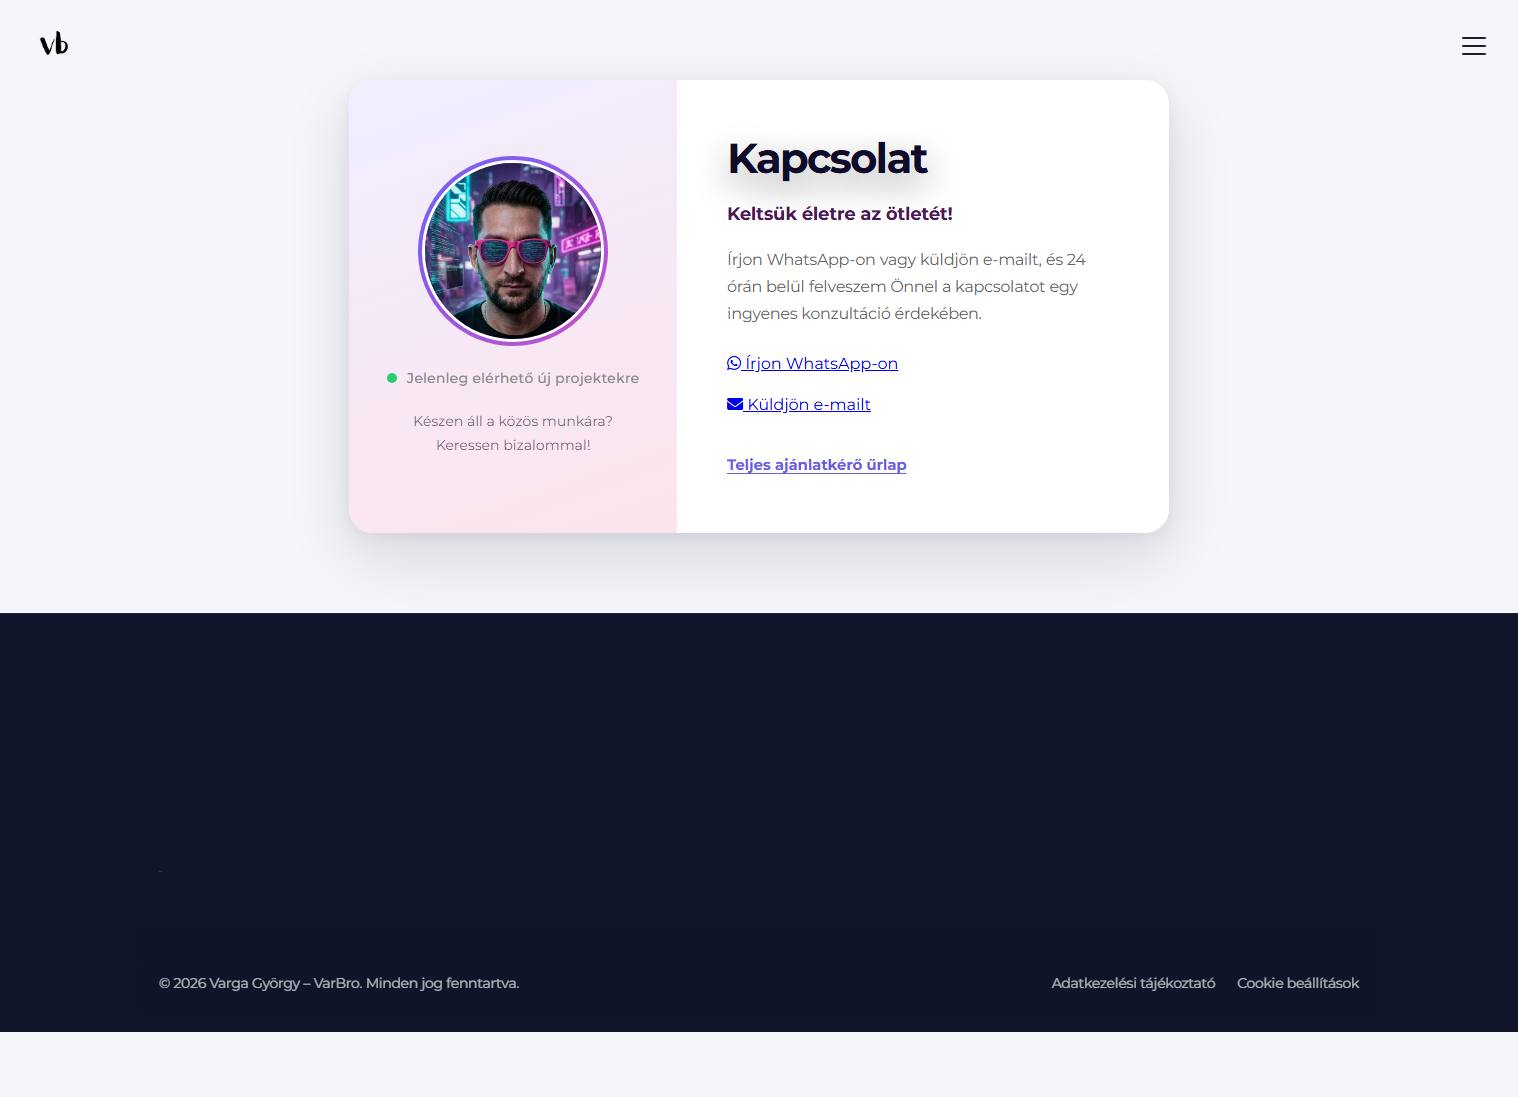 vb
Kapcsolat
Keltsük életre az ötletét!
Írjon WhatsApp-on vagy küldjön e-mailt, és 24
órán belül felveszem Önnel a kapcsolatot egy
ingyenes konzultáció érdekében.
Írjon WhatsApp-on
Küldjön e-mailt
Teljes ajánlatkérő űrlap
Jelenleg elérhető új projektekre
Készen áll a közös munkára?
Keressen bizalommal!
© 2026 Varga György – VarBro. Minden jog fenntartva.
Adatkezelési tájékoztató
Cookie beállítások